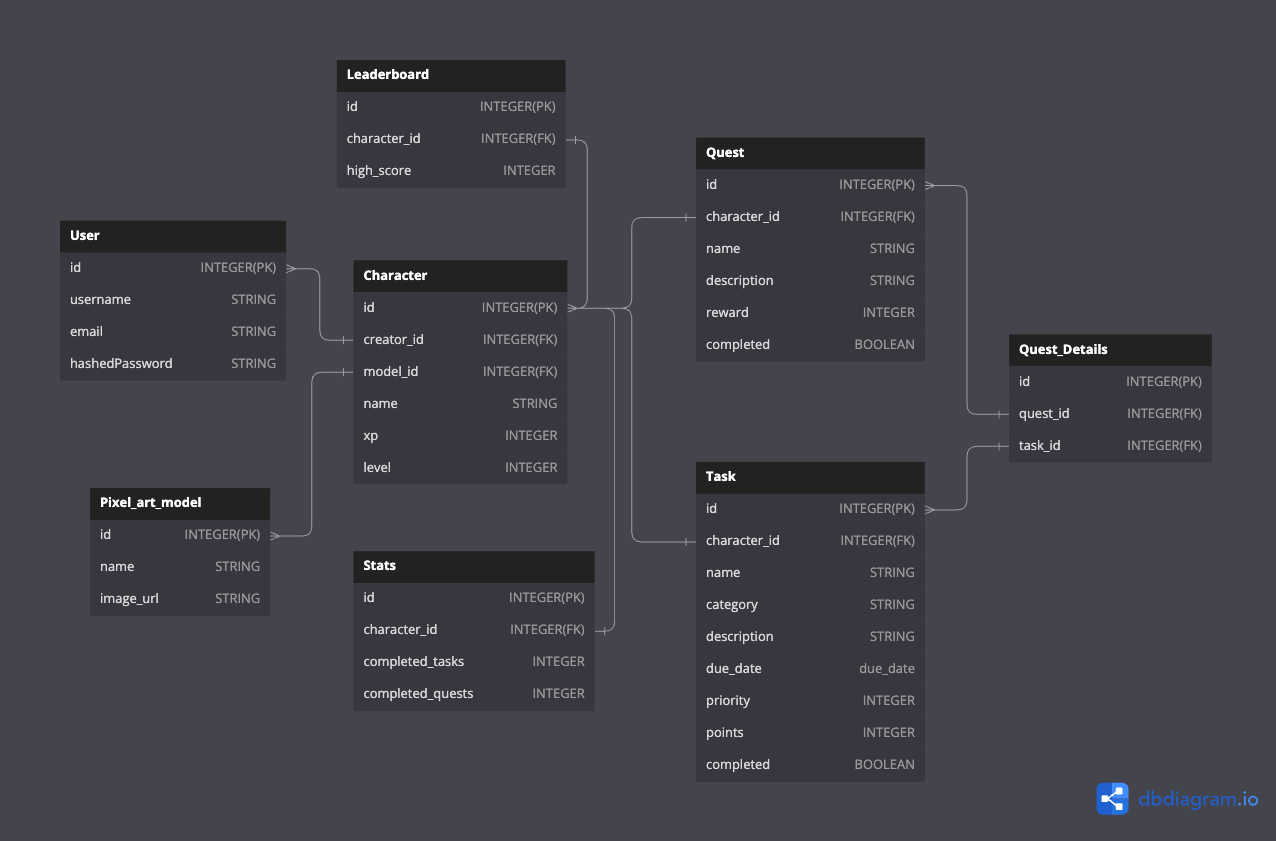 Leaderboard
id INTEGER(PK)
character_id INTEGER(FK)
high_score INTEGER
User
id INTEGER(PK)
username STRING
email STRING
hashedPassword STRING
Character
id INTEGER(PK)
creator_id INTEGER(FK)
model_id INTEGER(FK)
name STRING
xp INTEGER
level INTEGER
Pixel_art_model
id INTEGER(PK)
name STRING
image_url STRING
Stats
id INTEGER(PK)
character_id INTEGER(FK)
completed_tasks INTEGER
completed_quests INTEGER
Quest
id INTEGER(PK)
character_id INTEGER(FK)
name STRING
description STRING
reward INTEGER
completed BOOLEAN
Task
id INTEGER(PK)
character_id INTEGER(FK)
name STRING
category STRING
description STRING
due_date due_date
priority INTEGER
points INTEGER
completed BOOLEAN
Quest_Details
id INTEGER(PK)
quest_id INTEGER(FK)
task_id INTEGER(FK)
dbdiagram.io